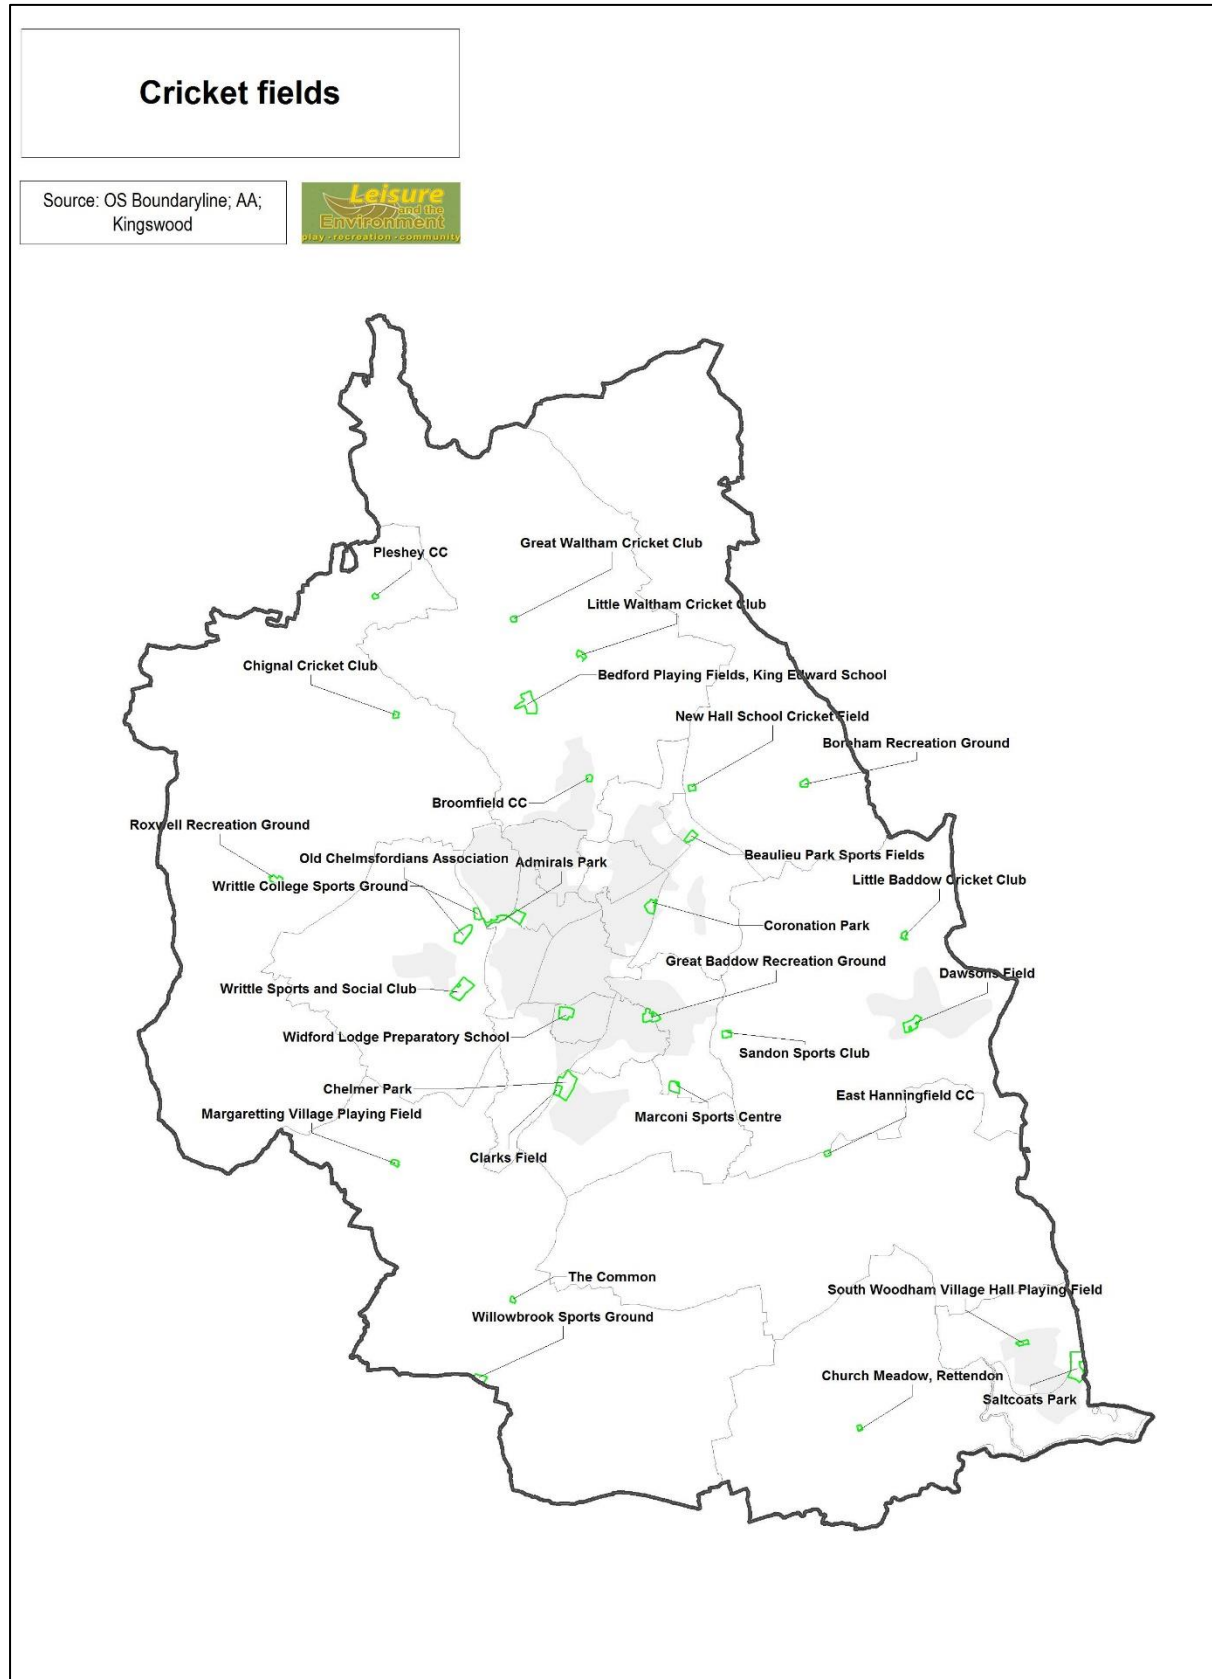 Cricket fields
Source: OS Boundaryline; AA;
Kingswood
Leisure
and the
Environment
play - recreation - community
Great Waltham Cricket Club
Pleshey CC
Little Waltham Cricket Club
Chignal Cricket Club
Bedford Playing Fields, King Edward School
New Hall School Cricket Field
Boreham Recreation Ground
Broomfield CC
Roxwell Recreation Ground
Old Chelmsfordians Association
Admirals Park
Beaulieu Park Sports Fields
Writtle College Sports Ground
Little Baddow Cricket Club
Coronation Park
Great Baddow Recreation Ground
Dawsons Field
Writtle Sports and Social Club
Widford Lodge Preparatory School
Sandon Sports Club
Chelmer Park
East Hanningfield CC
Margaretting Village Playing Field
Marconi Sports Centre
Clarks Field
The Common
South Woodham Village Hall Playing Field
Willowbrook Sports Ground
Church Meadow, Rettendon
Saltcoats Park